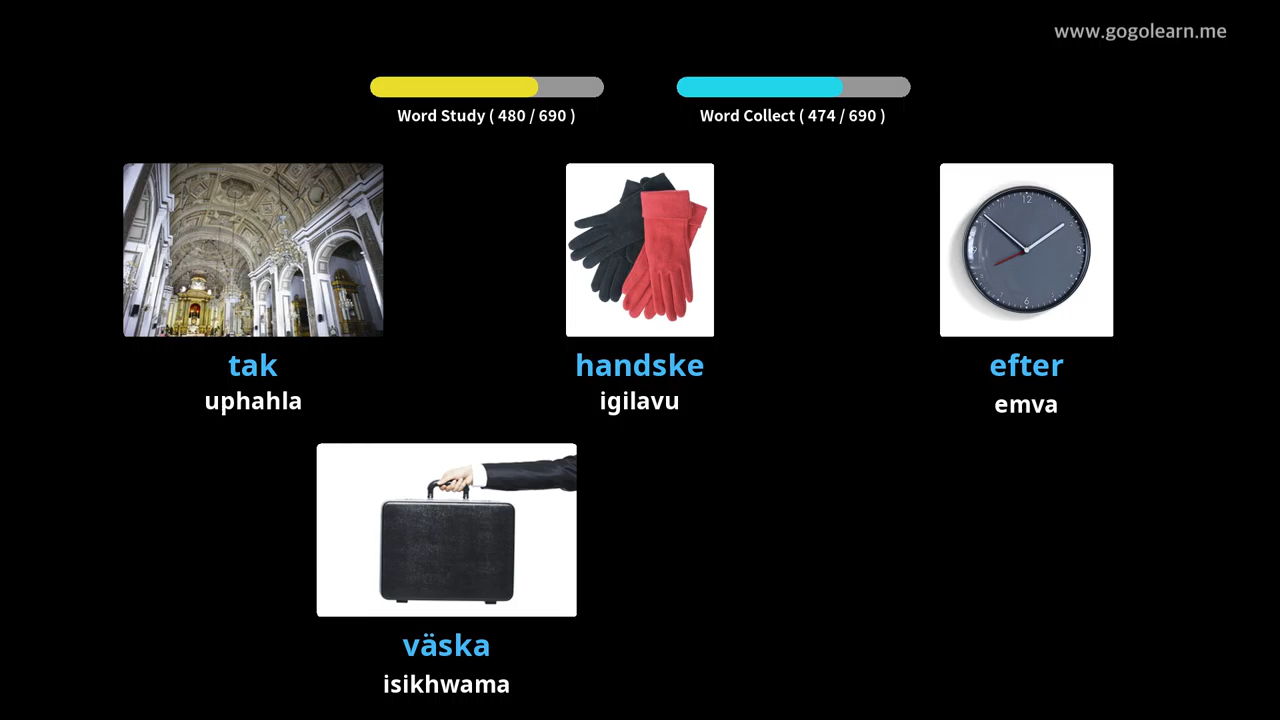 www.gogolearn.me
Word Study ( 480 / 690 )
Word Collect ( 474 / 690 )
tak
uphahla
handske
igilavu
efter
emva
väska
isikhwama